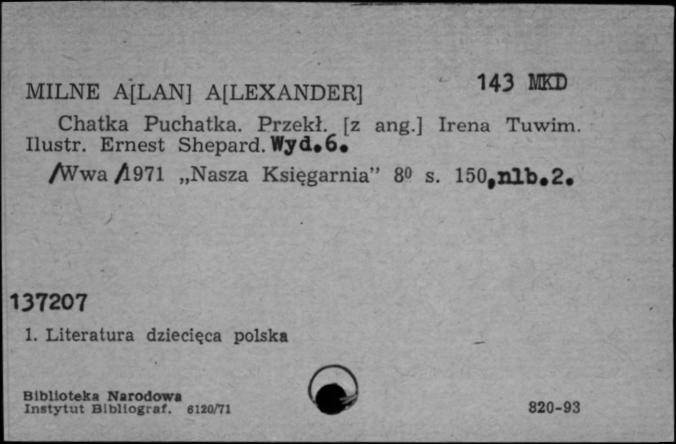 143 MKD
MILNE A[LAN] A[LEXANDER]
Chatka Puchatka. Przekł. [z ang.] Irena Tuwim.
Ilustr. Ernest Shepard. Wyd.6.
/Wwa /1971 „Nasza Księgarnia” 8⁰ s. 150,nlb.2.
137207
1. Literatura dziecięca polska
Biblioteka Narodowa
Instytut Bibliograf. 6120/71
820-93